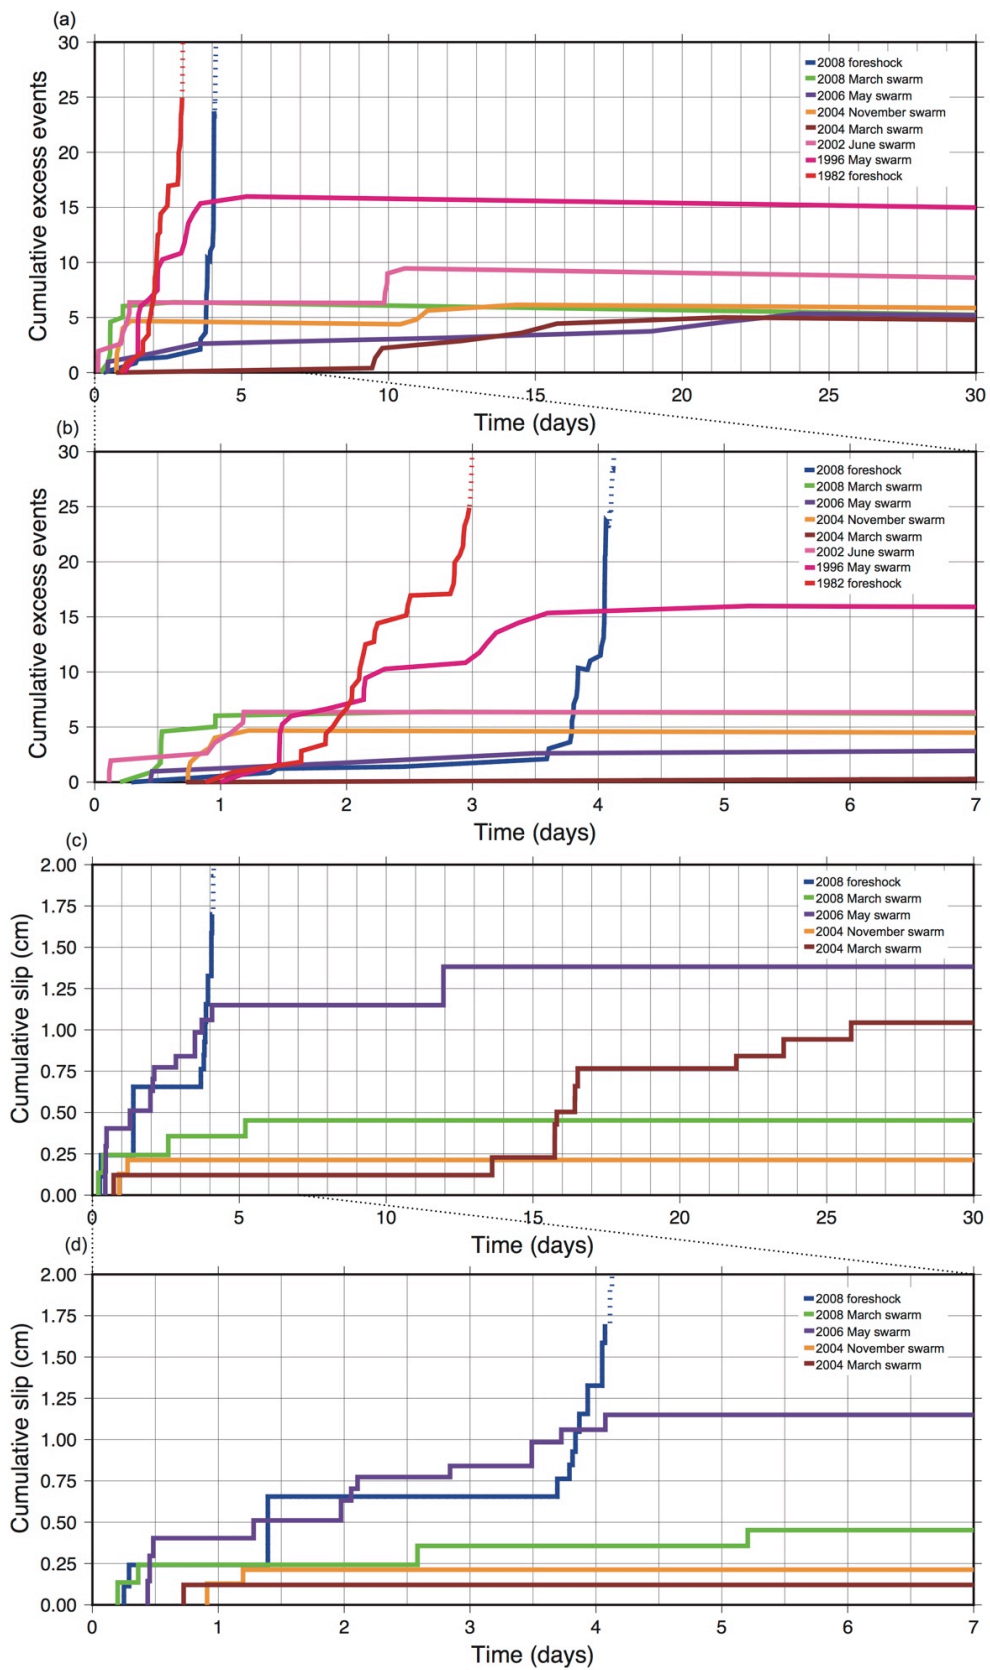 (a)
30
25
20
15
10
5
0
Cumulative excess events
2008 foreshock
2008 March swarm
2006 May swarm
2004 November swarm
2004 March swarm
2002 June swarm
1996 May swarm
1982 foreshock
0 5 10 15 20 25 30
Time (days)
(b)
30
25
20
15
10
5
0
Cumulative excess events
2008 foreshock
2008 March swarm
2006 May swarm
2004 November swarm
2004 March swarm
2002 June swarm
1996 May swarm
1982 foreshock
0 1 2 3 4 5 6 7
Time (days)
(c)
2.00
1.75
1.50
1.25
1.00
0.75
0.50
0.25
0.00
Cumulative slip (cm)
2008 foreshock
2008 March swarm
2006 May swarm
2004 November swarm
2004 March swarm
0 5 10 15 20 25 30
Time (days)
(d)
2.00
1.75
1.50
1.25
1.00
0.75
0.50
0.25
0.00
Cumulative slip (cm)
2008 foreshock
2008 March swarm
2006 May swarm
2004 November swarm
2004 March swarm
0 1 2 3 4 5 6 7
Time (days)